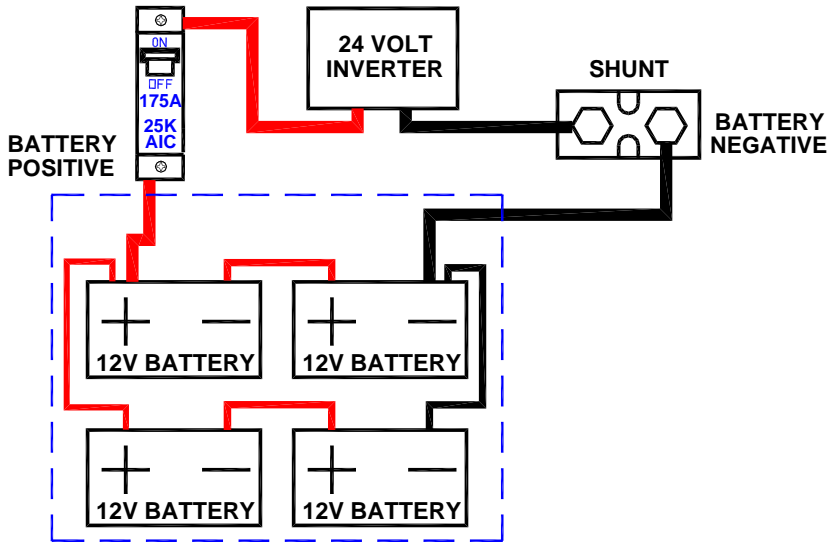 ON
OFF
175A
25K
AIC
24 VOLT
INVERTER
SHUNT
BATTERY
POSITIVE
BATTERY
NEGATIVE
12V BATTERY
12V BATTERY
12V BATTERY
12V BATTERY